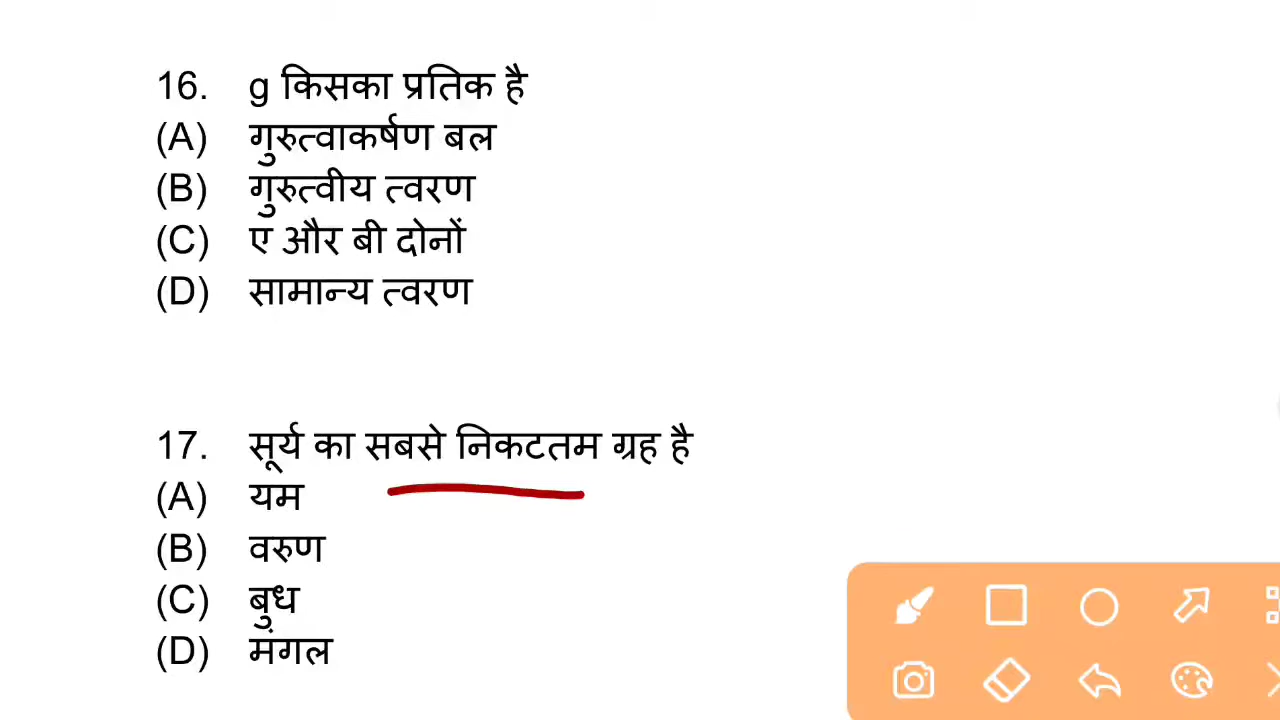 16. g किसका प्रतिक है
(A) गुरुत्वाकर्षण बल
(B) गुरुत्वीय त्वरण
(C) ए और बी दोनों
(D) सामान्य त्वरण
17. सूर्य का सबसे निकटतम ग्रह है
(A) यम
(B) वरुण
(C) बुध
(D) मंगल